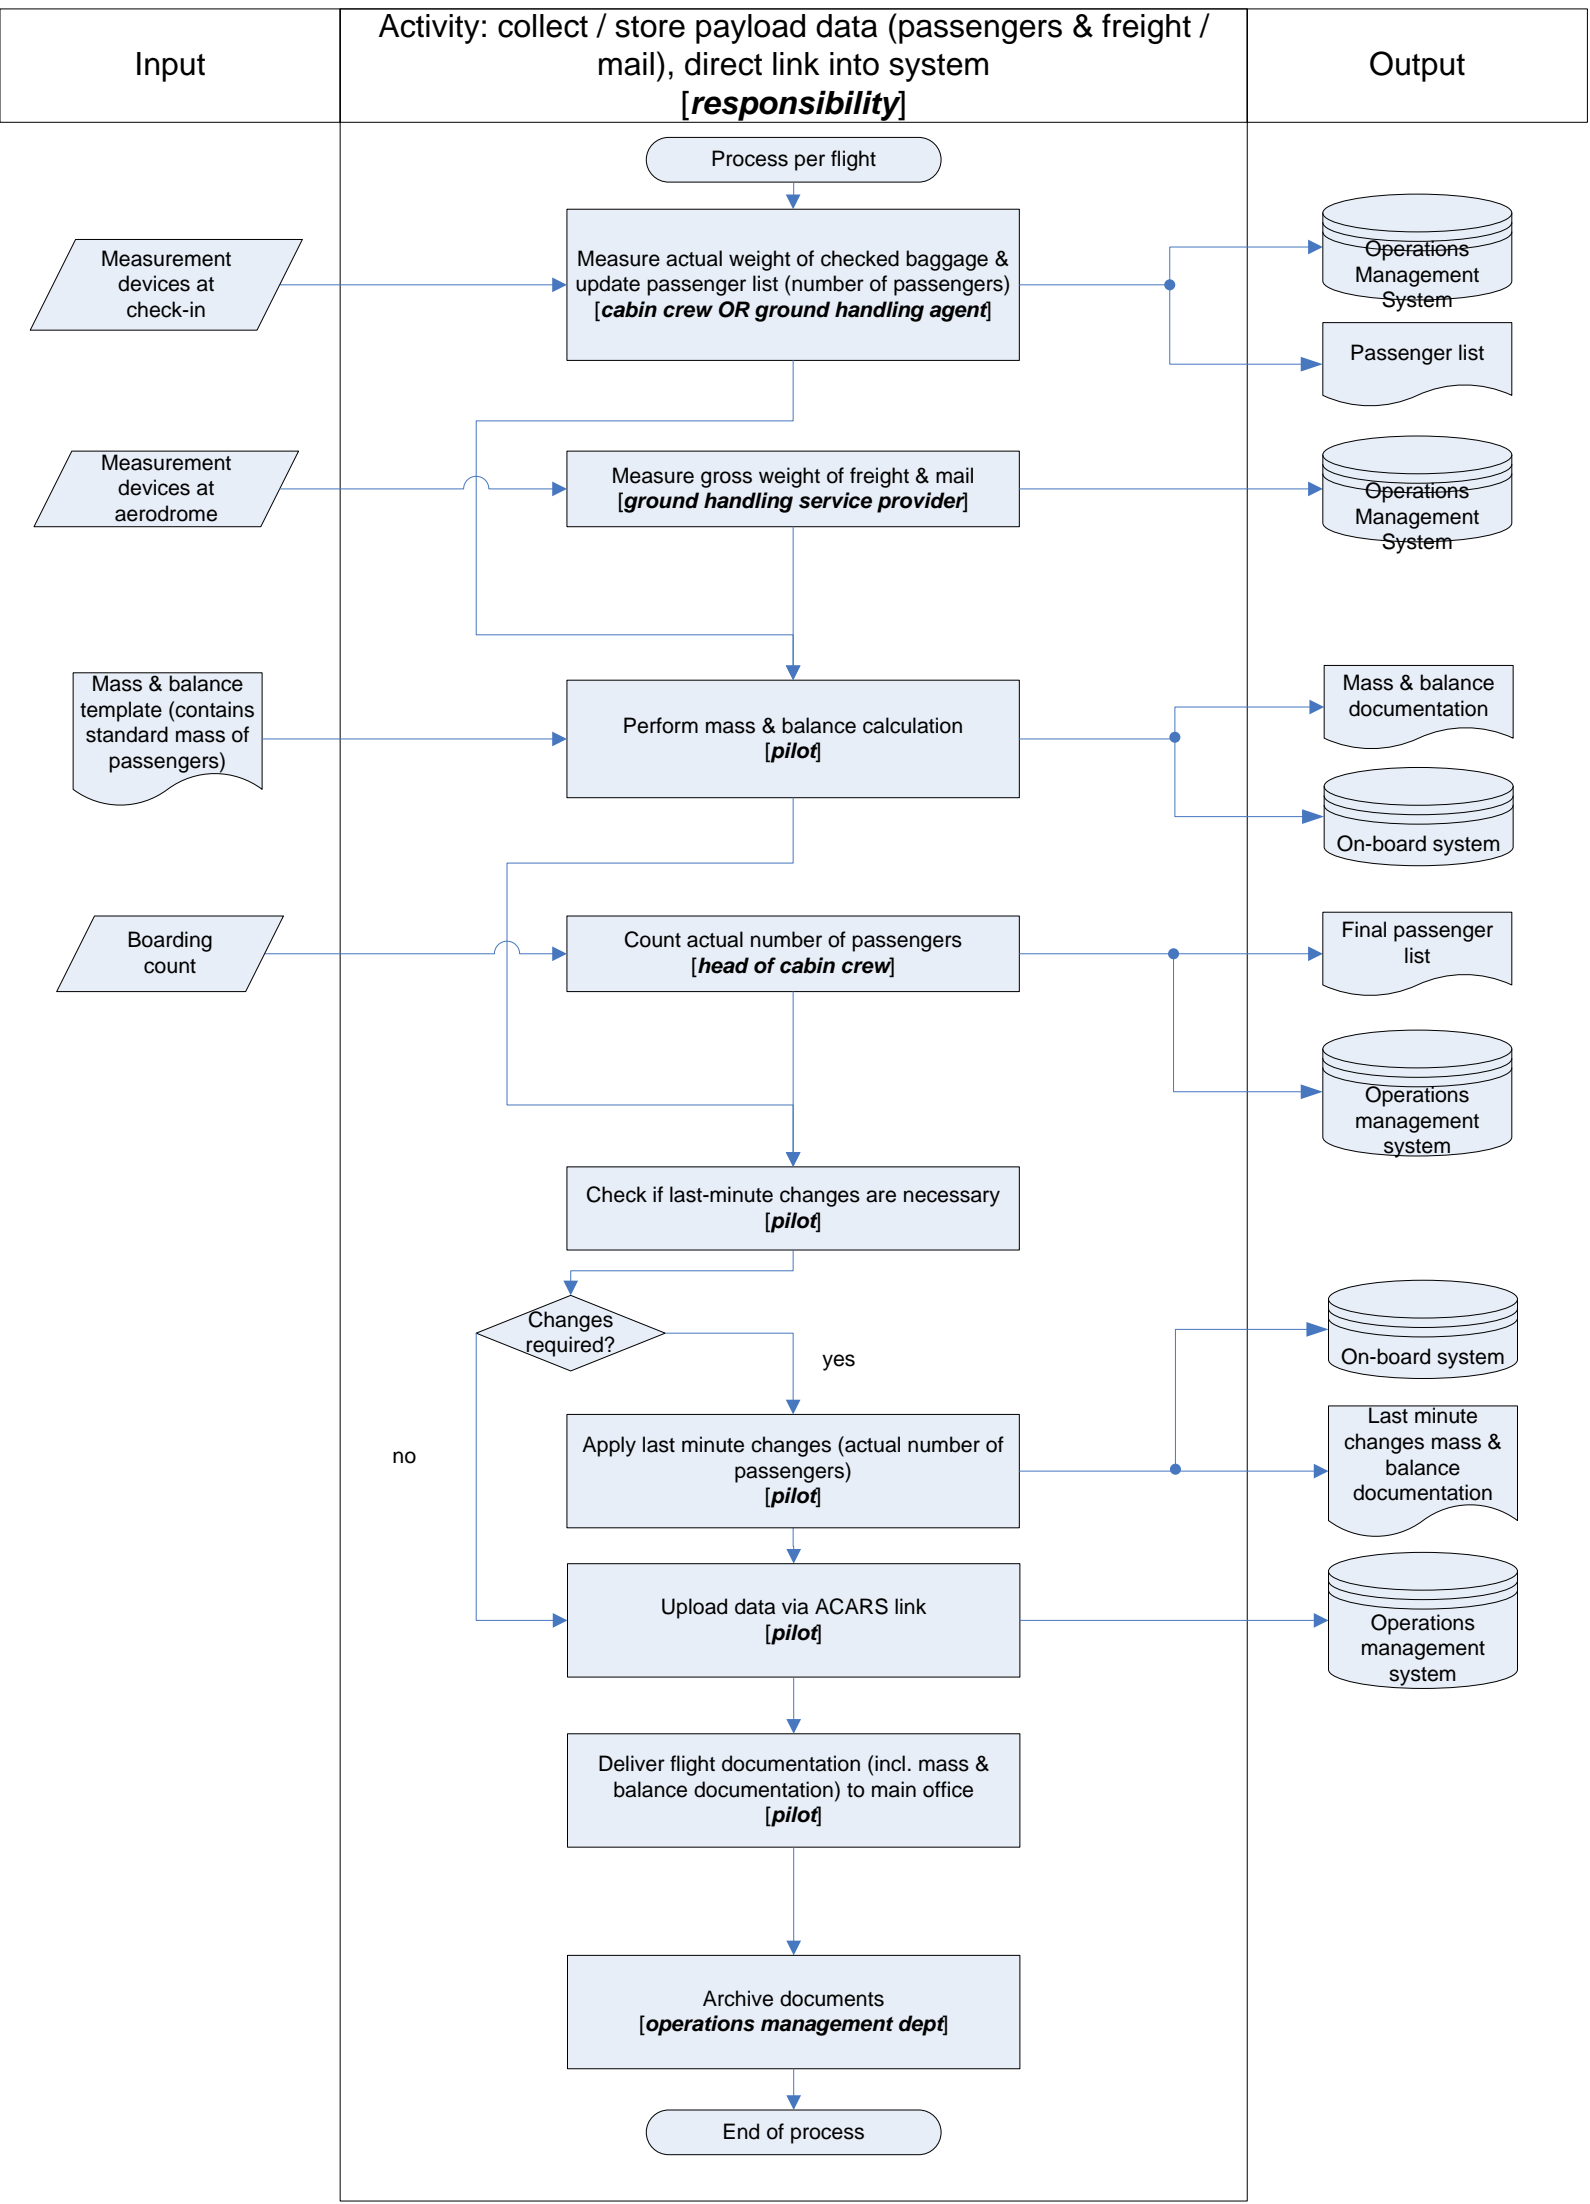 Input
Activity: collect / store payload data (passengers & freight /
mail), direct link into system
[responsibility]
Output
Process per flight
Measurement
devices at
check-in
Measure actual weight of checked baggage &
update passenger list (number of passengers)
[cabin crew OR ground handling agent]
Operations
Management
System
Passenger list
Measurement
devices at
aerodrome
Measure gross weight of freight & mail
[ground handling service provider]
Operations
Management
System
Mass & balance
template (contains
standard mass of
passengers)
Perform mass & balance calculation
[pilot]
Mass & balance
documentation
On-board system
Boarding
count
Count actual number of passengers
[head of cabin crew]
Final passenger
list
Operations
management
system
Check if last-minute changes are necessary
[pilot]
Changes
required?
yes
no
On-board system
Apply last minute changes (actual number of
passengers)
[pilot]
Last minute
changes mass &
balance
documentation
Upload data via ACARS link
[pilot]
Operations
management
system
Deliver flight documentation (incl. mass &
balance documentation) to main office
[pilot]
Archive documents
[operations management dept]
End of process